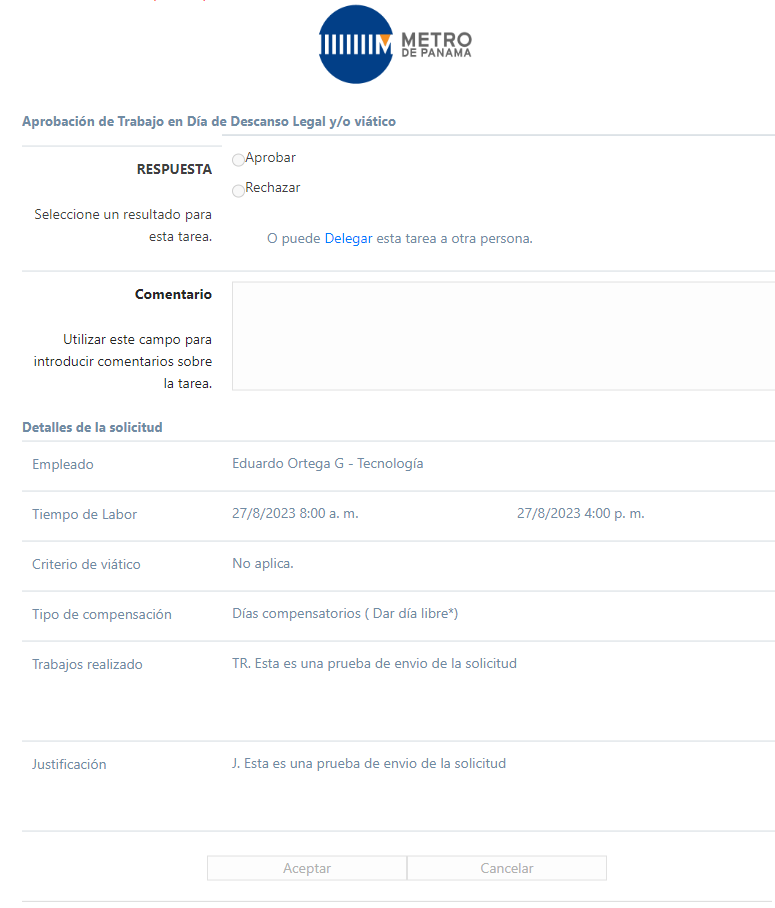 METRO
DE PANAMA
Aprobación de Trabajo en Día de Descanso Legal y/o viático
RESPUESTA
Seleccione un resultado para
esta tarea.
Aprobar
Rechazar
O puede Delegar esta tarea a otra persona.
Comentario
Utilizar este campo para
introducir comentarios sobre
la tarea.
Detalles de la solicitud
Empleado Eduardo Ortega G - Tecnología
Tiempo de Labor 27/8/2023 8:00 a. m. 27/8/2023 4:00 p. m.
Criterio de viático No aplica.
Tipo de compensación Días compensatorios ( Dar día libre*)
Trabajos realizado TR. Esta es una prueba de envio de la solicitud
Justificación J. Esta es una prueba de envio de la solicitud
Aceptar Cancelar